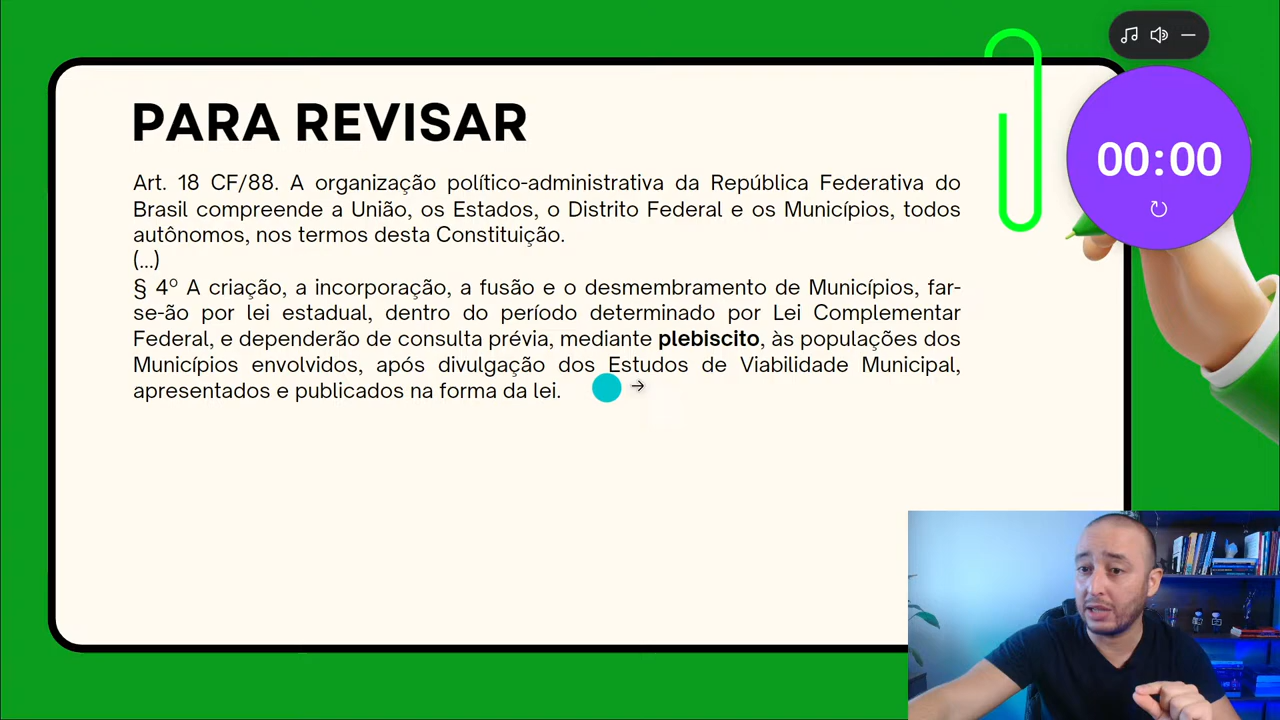 PARA REVISAR
00:00
Art. 18 CF/88. A organização político-administrativa da República Federativa do
Brasil compreende a União, os Estados, o Distrito Federal e os Municípios, todos
autônomos, nos termos desta Constituição.
(...)
§ 4º A criação, a incorporação, a fusão e o desmembramento de Municípios, far-
se-ão por lei estadual, dentro do período determinado por Lei Complementar
Federal, e dependerão de consulta prévia, mediante plebiscito, às populações dos
Municípios envolvidos, após divulgação dos Estudos de Viabilidade Municipal,
apresentados e publicados na forma da lei.